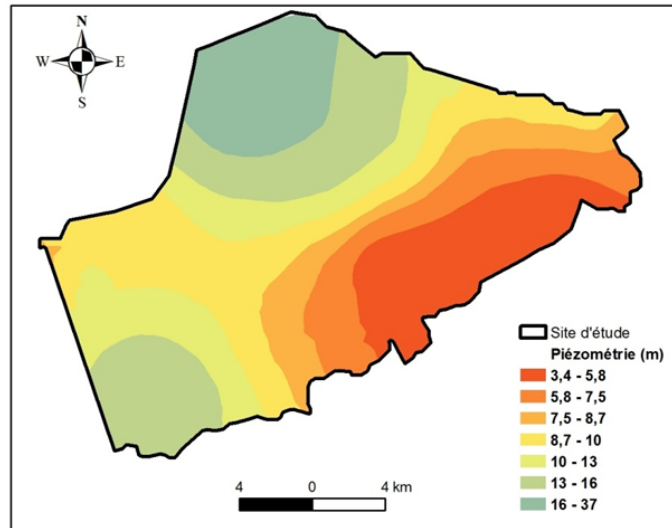 N
W E
S
Site d'étude
Piézométrie (m)
3,4 - 5,8
5,8 - 7,5
7,5 - 8,7
8,7 - 10
10 - 13
13 - 16
16 - 37
4 0 4 km